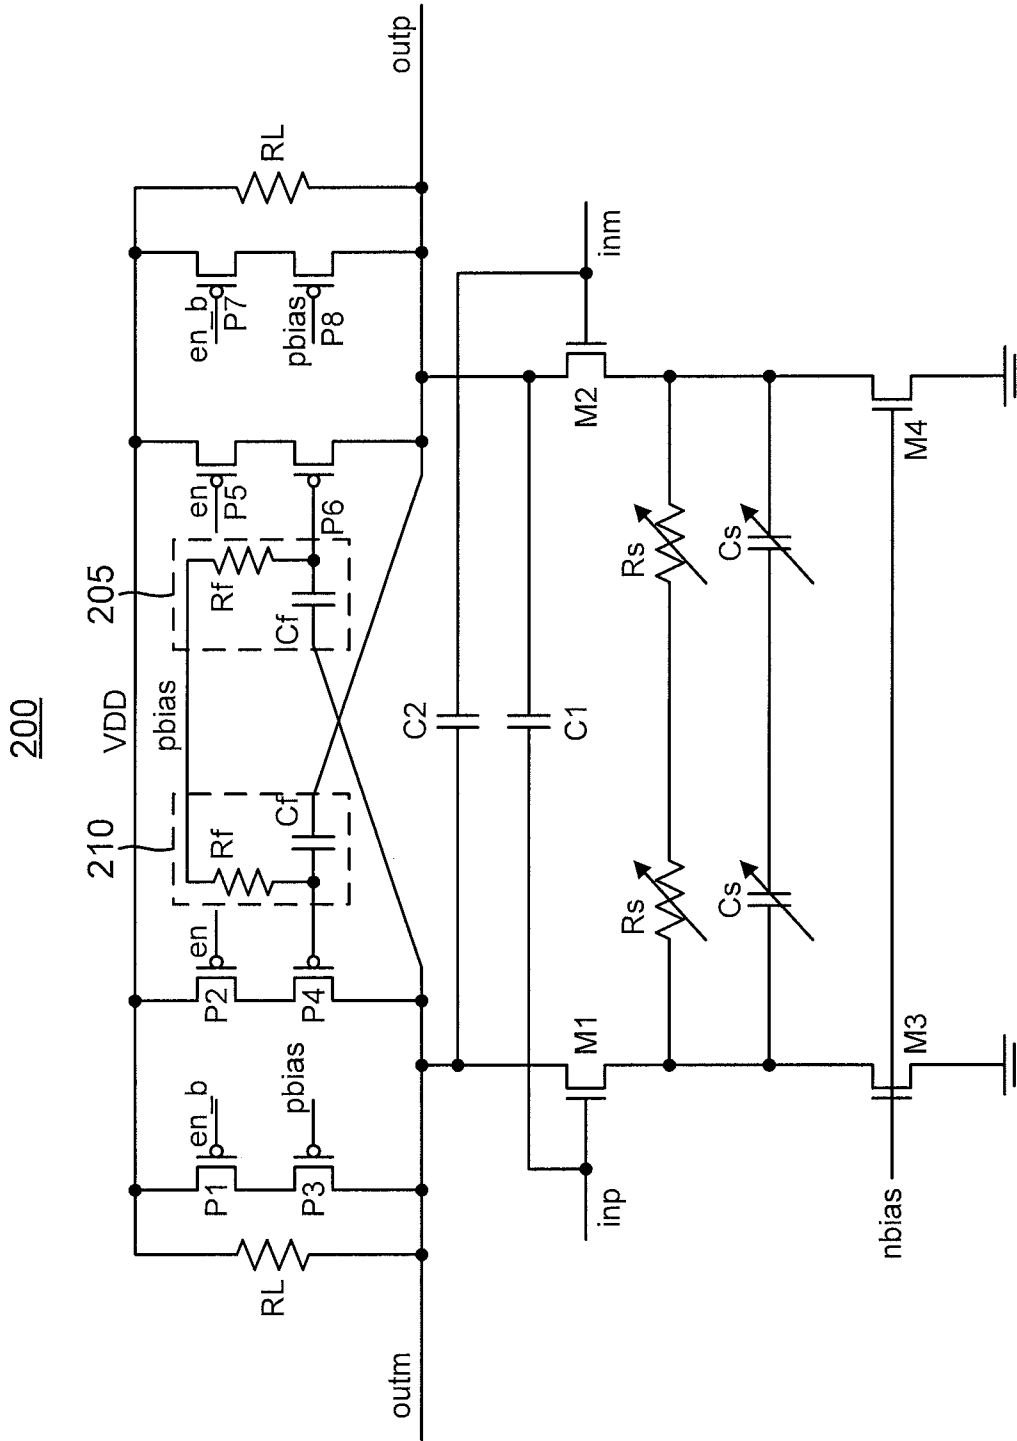 200
VDD
pbias
210
205
RL
P1
en_b
P3
pbias
P2
en
P4
Rf
Cf
Rf
Cf
en
P5
P6
en_b
P7
pbias
P8
RL
outm
outp
C2
C1
inp
M1
M2
inm
Rs
Rs
Cs
Cs
nbias
M3
M4